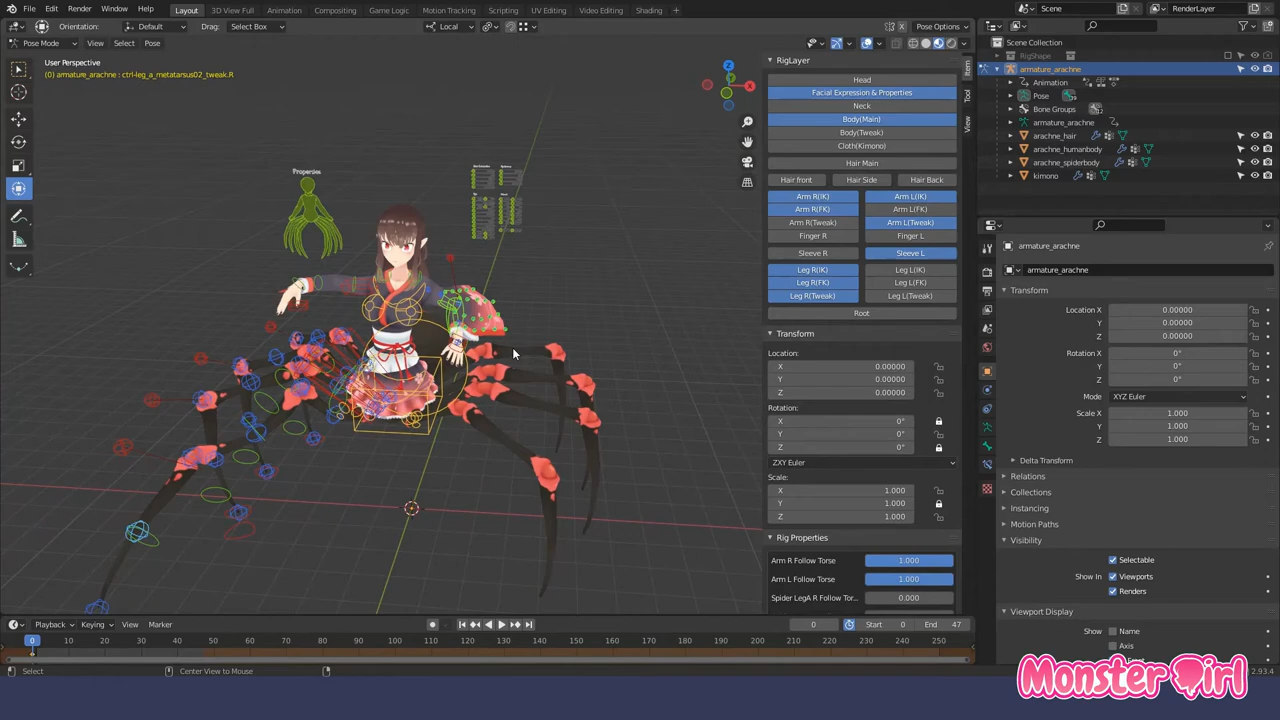 File Edit Render Window Help Layout 3D View Full Animation Compositing Game Logic Motion Tracking Scripting UV Editing Video Editing Shading + Scene RenderLayer
Orientation: Default Drag: Select Box Local Pose Options
Pose Mode View Select Pose
User Perspective
(0) armature_arachne : ctrl-leg_a_metatarsus02_tweak.R
Properties
Z
Y
X
RigLayer
Head
Facial Expression & Properties
Neck
Body(Main)
Body(Tweak)
Cloth(Kimono)
Hair Main
Hair front Hair Side Hair Back
Arm R(IK) Arm L(IK)
Arm R(FK) Arm L(FK)
Arm R(Tweak) Arm L(Tweak)
Finger R Finger L
Sleeve R Sleeve L
Leg R(IK) Leg L(IK)
Leg R(FK) Leg L(FK)
Leg R(Tweak) Leg L(Tweak)
Root
Transform
Location:
X 0.00000
Y 0.00000
Z 0.00000
Rotation:
X 0°
Y 0°
Z 0°
ZXY Euler
Scale:
X 1.000
Y 1.000
Z 1.000
Rig Properties
Arm R Follow Torse 1.000
Arm L Follow Torse 1.000
Spider LegA R Follow Tor... 0.000
Item
Tool
View
Scene Collection
RigShape
armature_arachne
Animation
Pose
Bone Groups
armature_arachne
arachne_hair
arachne_humanbody
arachne_spiderbody
kimono
armature_arachne
armature_arachne
Transform
Location X 0.00000
Y 0.00000
Z 0.00000
Rotation X 0°
Y 0°
Z 0°
Mode XYZ Euler
Scale X 1.000
Y 1.000
Z 1.000
Delta Transform
Relations
Collections
Instancing
Motion Paths
Visibility
Selectable
Show In Viewports
Renders
Viewport Display
Show Name
Axis
Playback Keying View Marker 0 Start 0 End 47
0 10 20 30 40 50 60 70 80 90 100 110 120 130 140 150 160 170 180 190 200 210 220 230 240 250
Select Center View to Mouse 2.93.4
Monster Girl